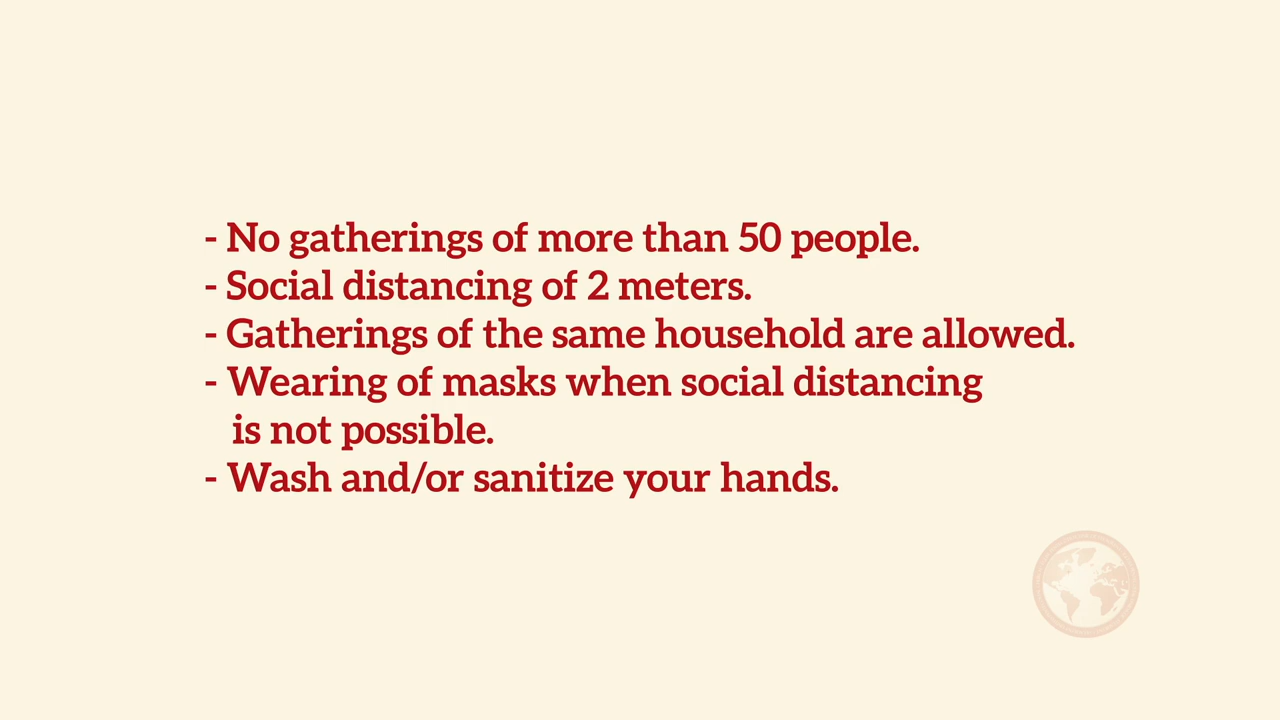 - No gatherings of more than 50 people.
- Social distancing of 2 meters.
- Gatherings of the same household are allowed.
- Wearing of masks when social distancing
is not possible.
- Wash and/or sanitize your hands.